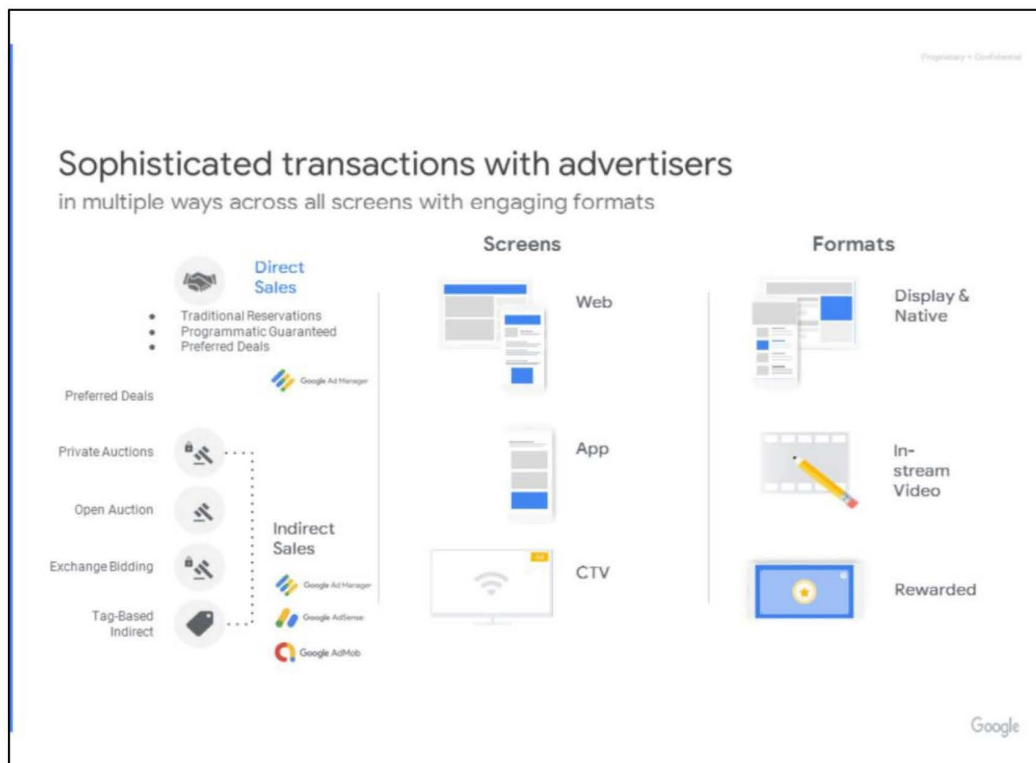 Proprietary + Confidential
Sophisticated transactions with advertisers
in multiple ways across all screens with engaging formats
Direct
Sales
● Traditional Reservations
● Programmatic Guaranteed
● Preferred Deals
Google Ad Manager
Preferred Deals
Private Auctions
Open Auction
Exchange Bidding
Tag-Based
Indirect
Indirect
Sales
Google Ad Manager
Google AdSense
Google AdMob
Screens
Web
App
Ad
CTV
Formats
Display &
Native
In-
stream
Video
Rewarded
Google